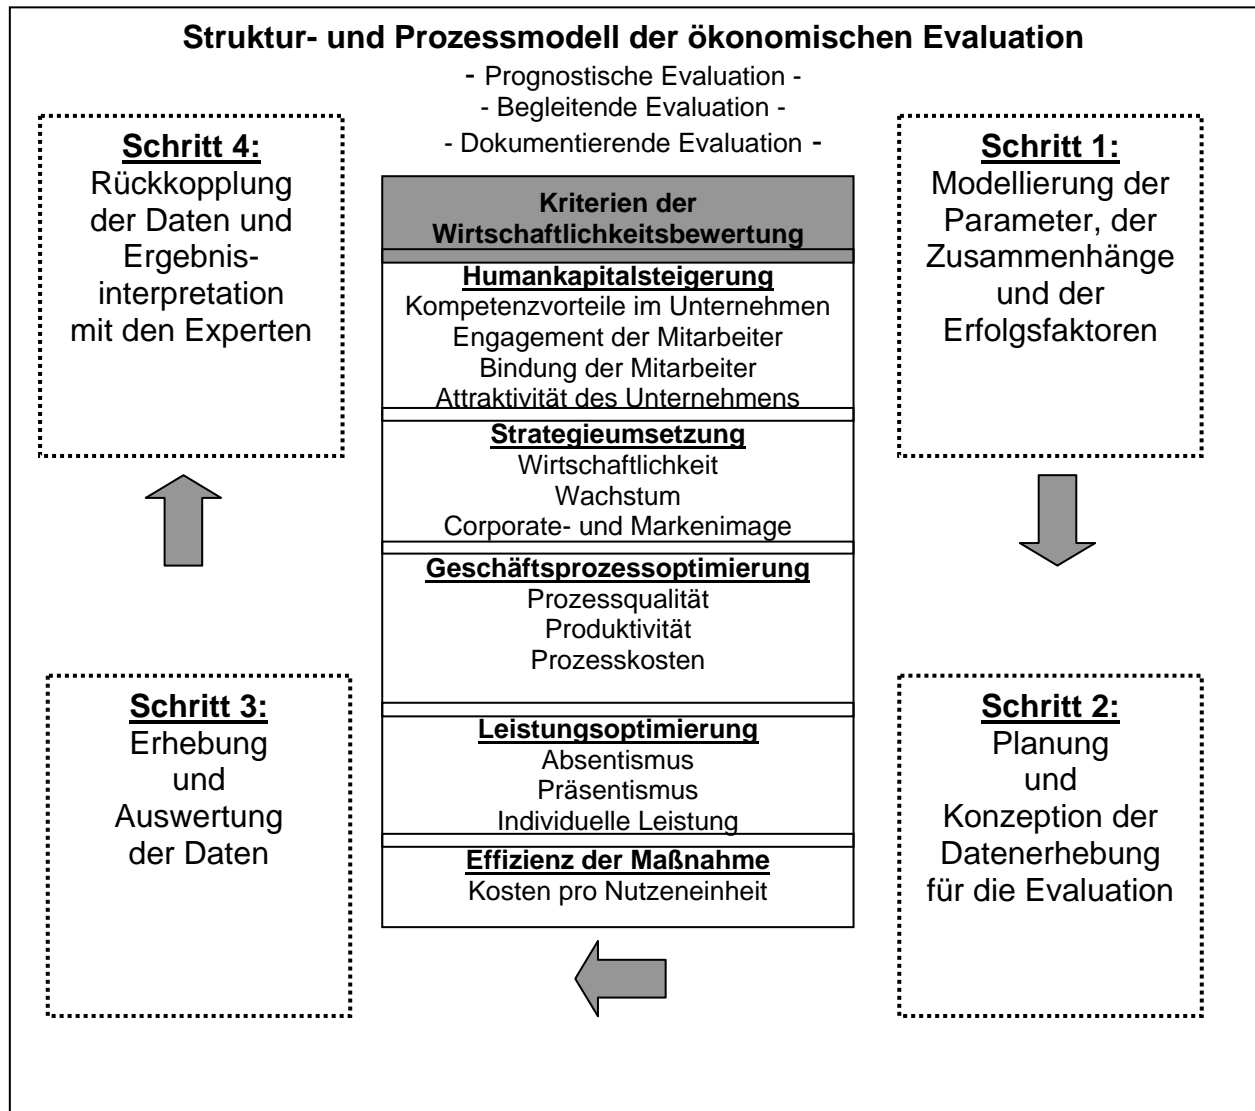 Struktur- und Prozessmodell der ökonomischen Evaluation
- Prognostische Evaluation -
- Begleitende Evaluation -
- Dokumentierende Evaluation -
Schritt 4:
Rückkopplung
der Daten und
Ergebnis-
interpretation
mit den Experten
Kriterien der
Wirtschaftlichkeitsbewertung
Humankapitalsteigerung
Kompetenzvorteile im Unternehmen
Engagement der Mitarbeiter
Bindung der Mitarbeiter
Attraktivität des Unternehmens
Strategieumsetzung
Wirtschaftlichkeit
Wachstum
Corporate- und Markenimage
Geschäftsprozessoptimierung
Prozessqualität
Produktivität
Prozesskosten
Leistungsoptimierung
Absentismus
Präsentismus
Individuelle Leistung
Effizienz der Maßnahme
Kosten pro Nutzeneinheit
Schritt 1:
Modellierung der
Parameter, der
Zusammenhänge
und der
Erfolgsfaktoren
Schritt 3:
Erhebung
und
Auswertung
der Daten
Schritt 2:
Planung
und
Konzeption der
Datenerhebung
für die Evaluation